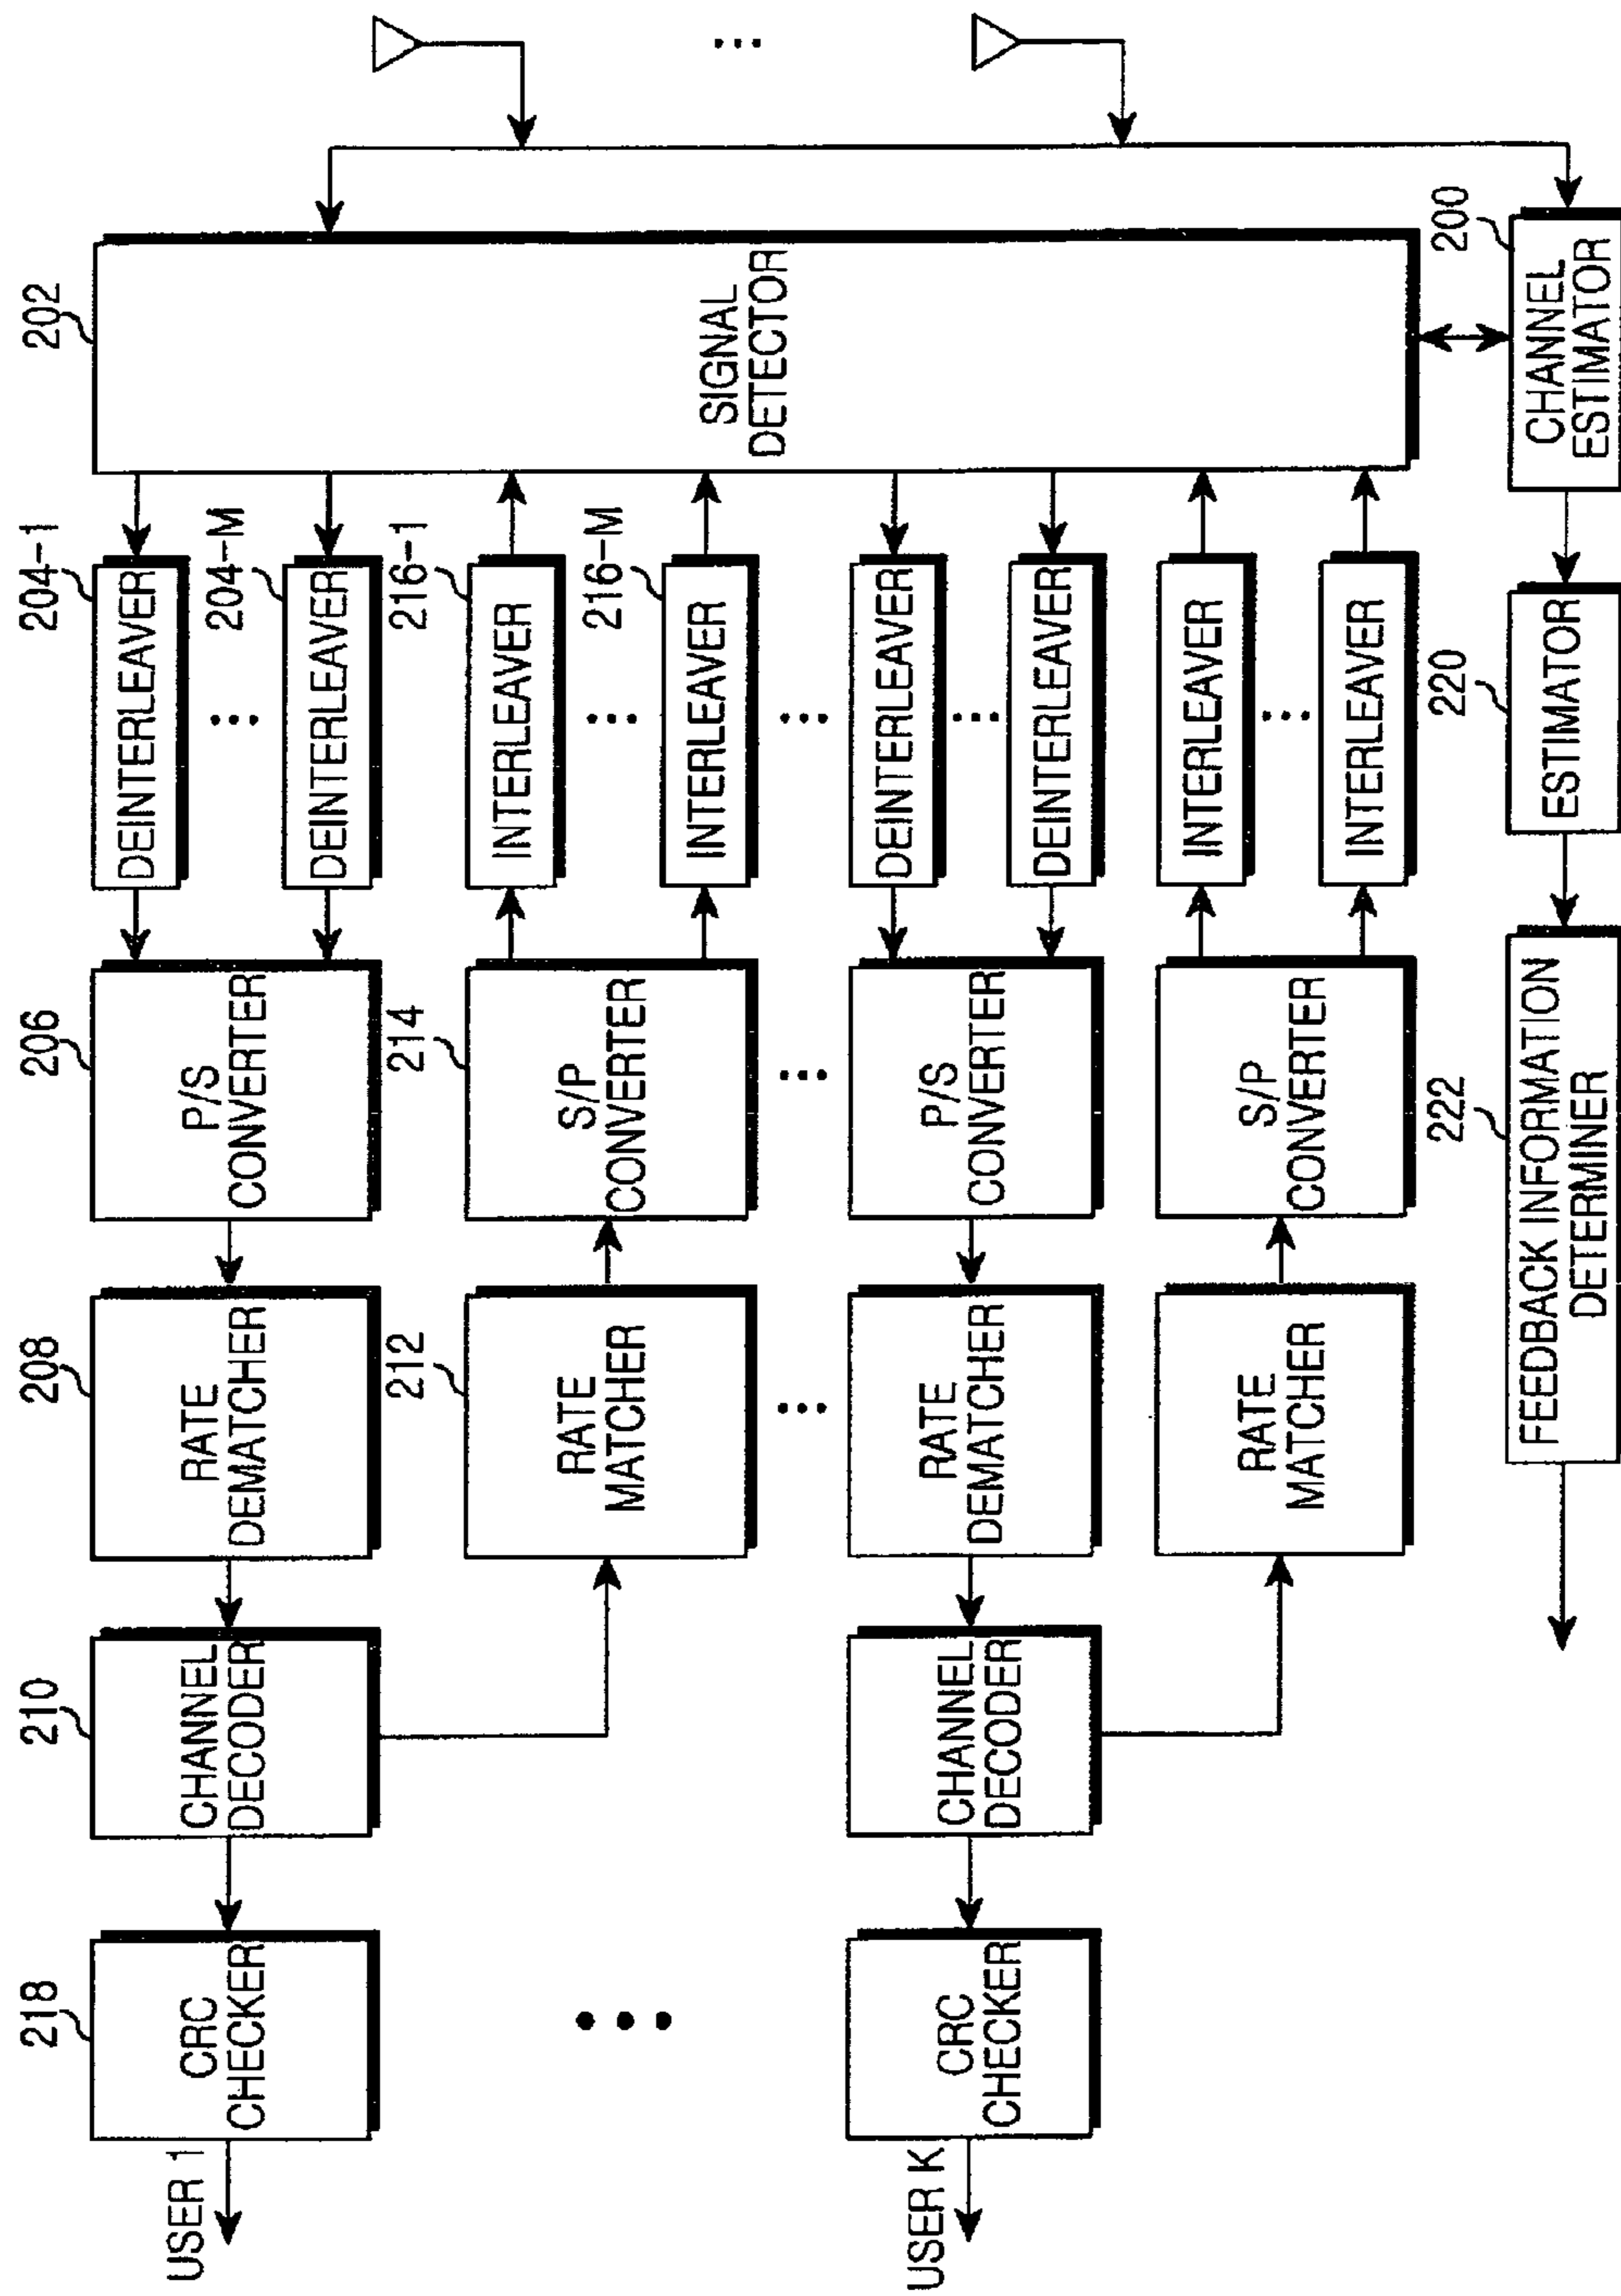 202
SIGNAL
DETECTOR
200
CHANNEL
ESTIMATOR
204-1
DEINTERLEAVER
204-M
DEINTERLEAVER
216-1
INTERLEAVER
216-M
INTERLEAVER
DEINTERLEAVER
DEINTERLEAVER
INTERLEAVER
INTERLEAVER
220
ESTIMATOR
206
P/S
CONVERTER
214
S/P
CONVERTER
P/S
CONVERTER
S/P
CONVERTER
222
FEEDBACK INFORMATION
DETERMINER
208
RATE
DEMATCHER
212
RATE
MATCHER
RATE
DEMATCHER
RATE
MATCHER
210
CHANNEL
DECODER
CHANNEL
DECODER
218
CRC
CHECKER
CRC
CHECKER
USER 1
USER K